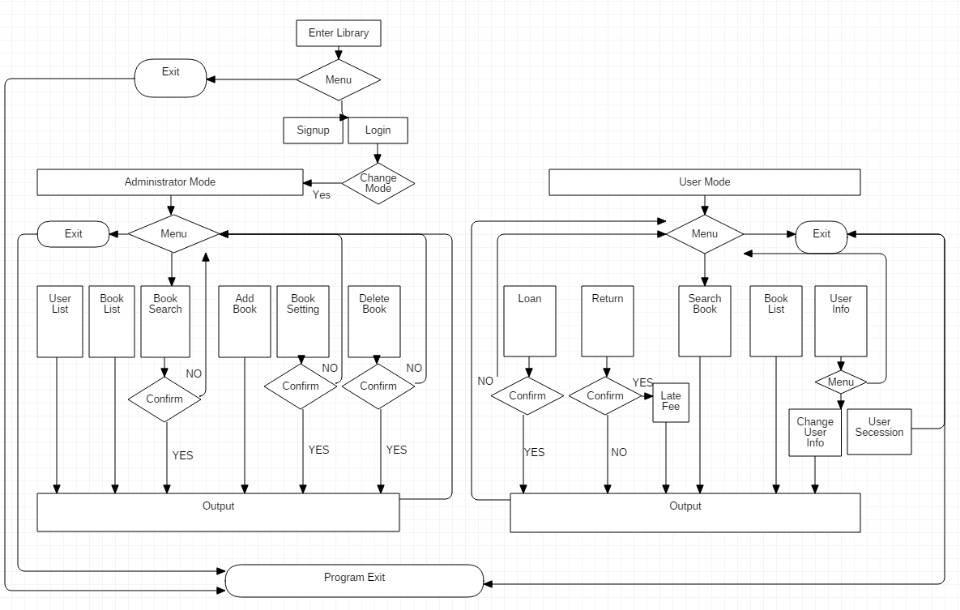 Enter Library
Exit
Menu
Signup
Login
Change
Mode
Yes
Administrator Mode
User Mode
Exit
Menu
Menu
Exit
User
List
Book
List
Book
Search
Add
Book
Book
Setting
Delete
Book
Loan
Return
Search
Book
Book
List
User
Info
NO
NO
NO
NO
YES
Confirm
Confirm
Confirm
Confirm
Confirm
Late
Fee
Menu
Change
User
Info
User
Secession
YES
YES
YES
YES
NO
Output
Output
Program Exit